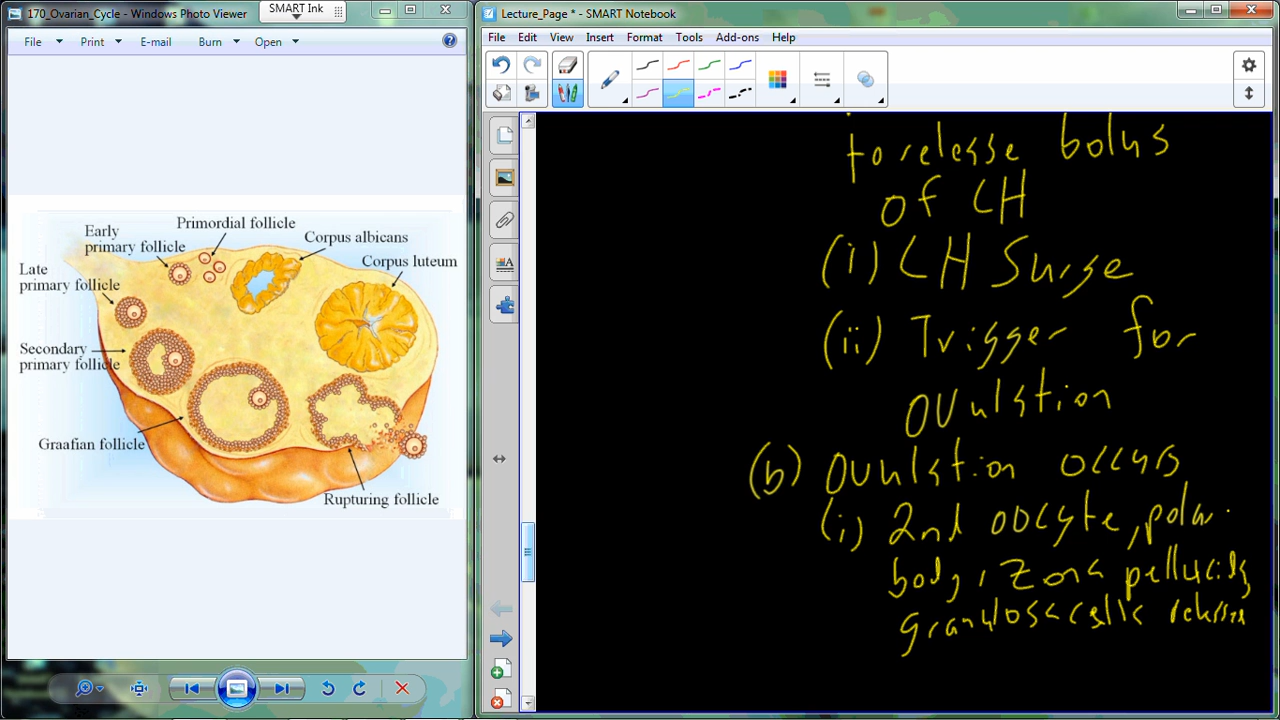 170_Ovarian_Cycle - Windows Photo Viewer
SMART Ink
File Print E-mail Burn Open
Early
primary follicle
Primordial follicle
Corpus albicans
Corpus luteum
Late
primary follicle
Secondary
primary follicle
Graafian follicle
Rupturing follicle
Lecture_Page * - SMART Notebook
File Edit View Insert Format Tools Add-ons Help
to release bolus
of LH
(i) LH Surge
(ii) Trigger for
Ovulation
(b) Ovulation occurs
(i) 2nd oocyte, polar
body, zona pellucida,
granulosa cells release